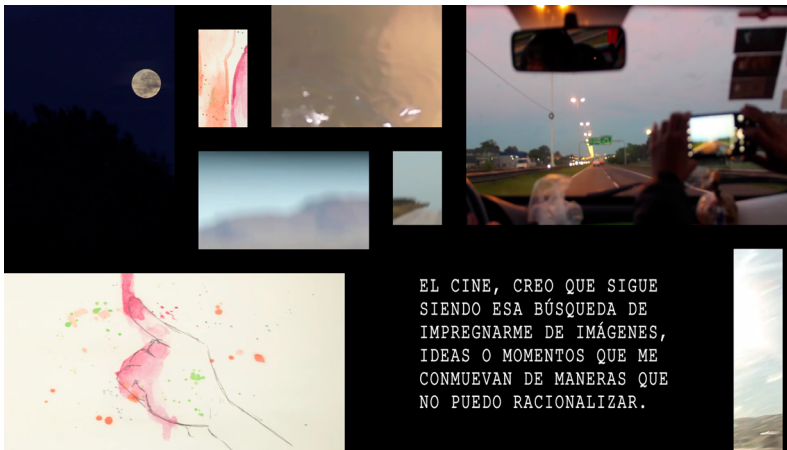 EL CINE, CREO QUE SIGUE
SIENDO ESA BÚSQUEDA DE
IMPREGNARME DE IMÁGENES,
IDEAS O MOMENTOS QUE ME
CONMUEVAN DE MANERAS QUE
NO PUEDO RACIONALIZAR.